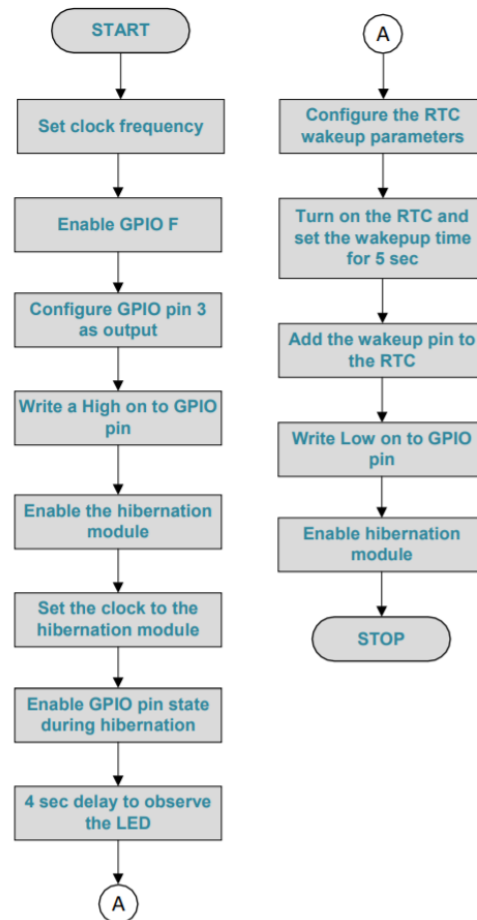 START
Set clock frequency
Enable GPIO F
Configure GPIO pin 3
as output
Write a High on to GPIO
pin
Enable the hibernation
module
Set the clock to the
hibernation module
Enable GPIO pin state
during hibernation
4 sec delay to observe
the LED
A
A
Configure the RTC
wakeup parameters
Turn on the RTC and
set the wakepup time
for 5 sec
Add the wakeup pin to
the RTC
Write Low on to GPIO
pin
Enable hibernation
module
STOP